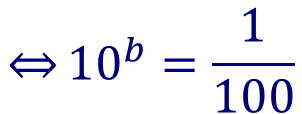 ⇔ 10^b = 1/100